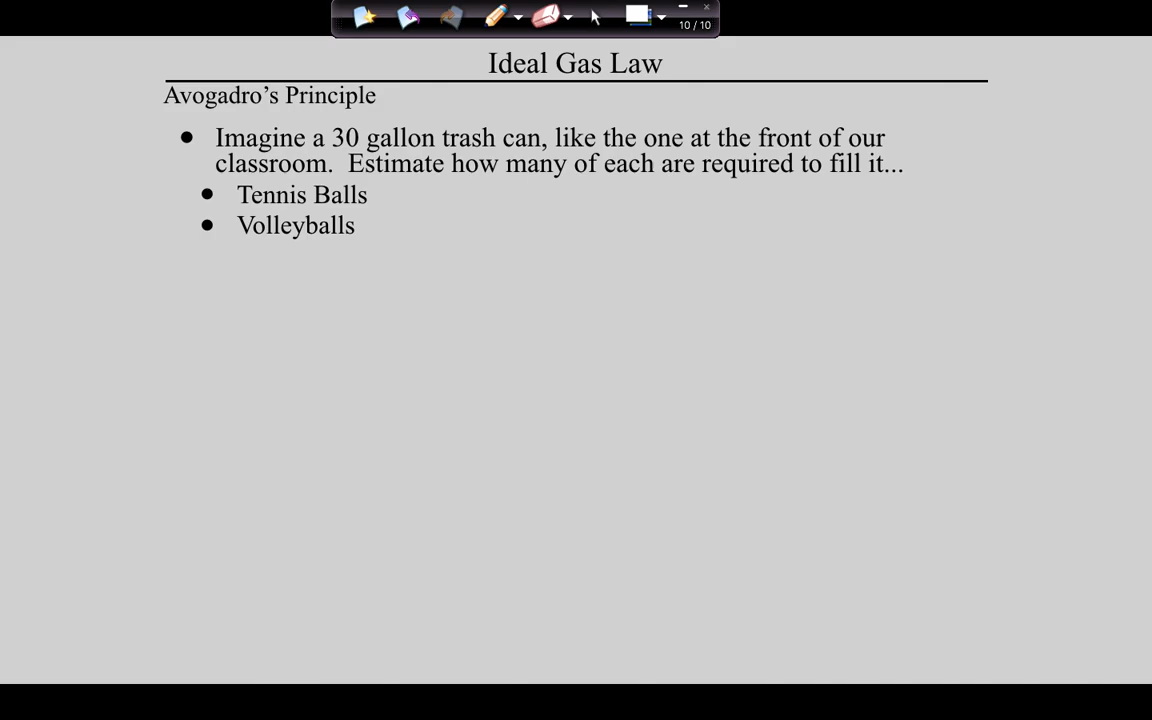 10 / 10
Ideal Gas Law
Avogadro’s Principle
● Imagine a 30 gallon trash can, like the one at the front of our
classroom.  Estimate how many of each are required to fill it...
● Tennis Balls
● Volleyballs